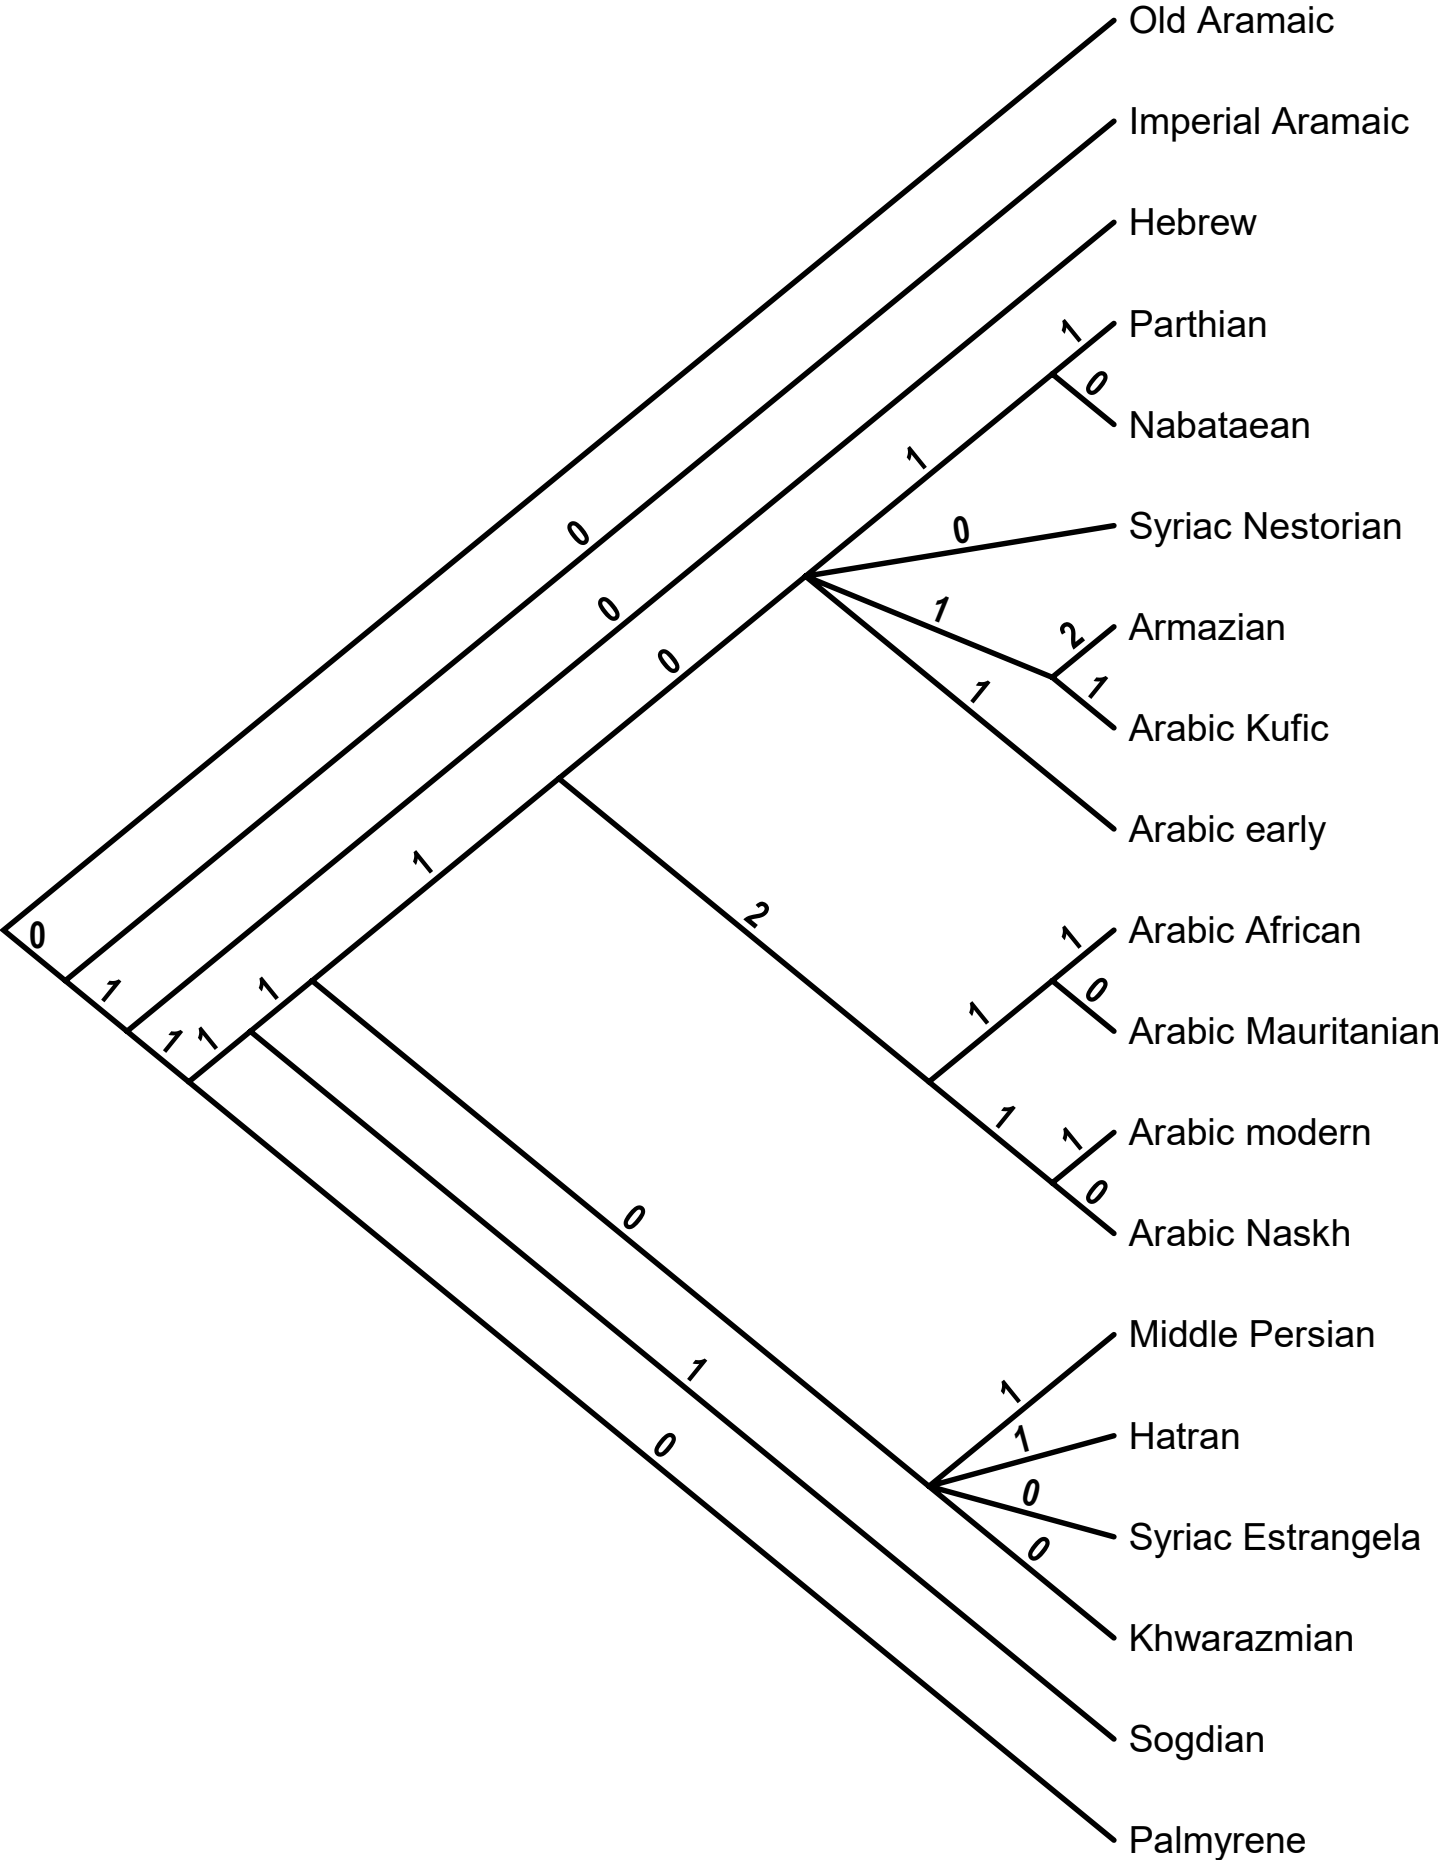 Old Aramaic
Imperial Aramaic
Hebrew
1 Parthian
0
Nabataean
1
0 Syriac Nestorian
0
1
2 Armazian
0
0
1
1
Arabic Kufic
1
Arabic early
1
2
0
1 Arabic African
1
1
1
1
1
0
Arabic Mauritanian
1
1 Arabic modern
0
0
Arabic Naskh
Middle Persian
1
1
1 Hatran
0
0
Syriac Estrangela
0
Khwarazmian
Sogdian
Palmyrene